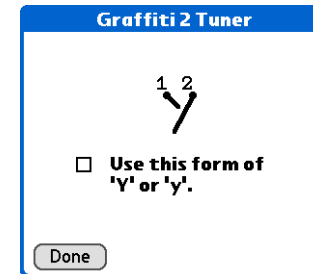 Graffiti 2 Tuner
1 2
Use this form of
'Y' or 'y'.
Done